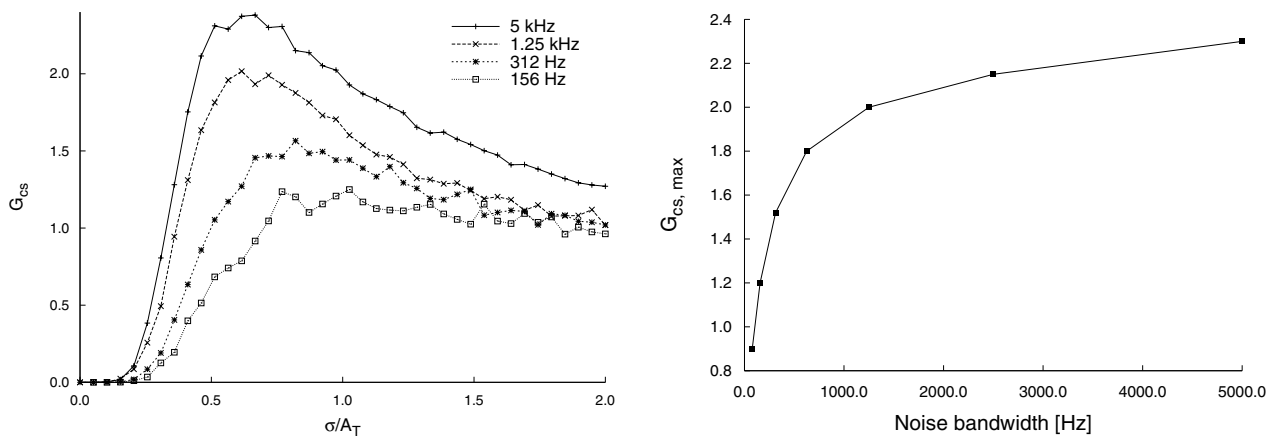 5 kHz
1.25 kHz
312 Hz
156 Hz
2.0
1.5
1.0
0.5
0.0
G_cs
0.0 0.5 1.0 1.5 2.0
σ/A_T
2.4
2.2
2.0
1.8
1.6
1.4
1.2
1.0
0.8
G_cs, max
0.0 1000.0 2000.0 3000.0 4000.0 5000.0
Noise bandwidth [Hz]